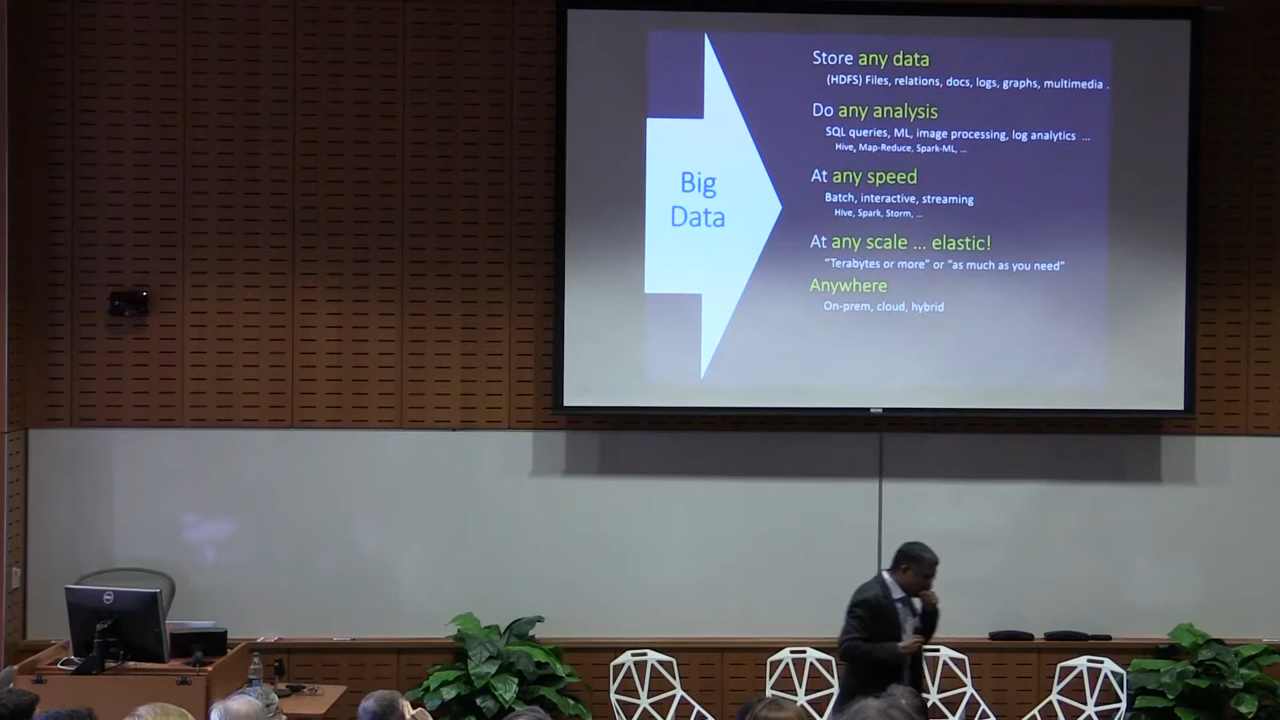 Big
Data
Store any data
(HDFS) Files, relations, docs, logs, graphs, multimedia .
Do any analysis
SQL queries, ML, image processing, log analytics ...
Hive, Map-Reduce, Spark-ML, ...
At any speed
Batch, interactive, streaming
Hive, Spark, Storm, ...
At any scale ... elastic!
"Terabytes or more" or "as much as you need"
Anywhere
On-prem, cloud, hybrid
DELL